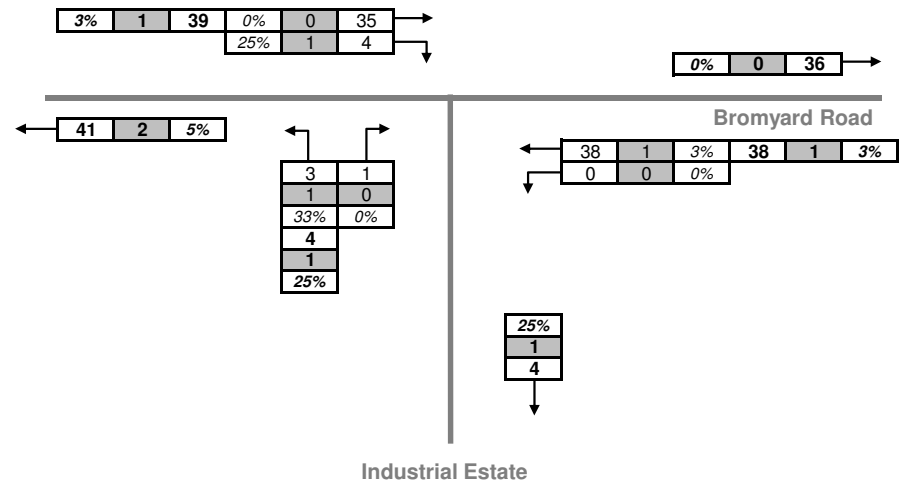 3% 1 39 0% 0 35
25% 1 4
0% 0 36
Bromyard Road
41 2 5%
38 1 3% 38 1 3%
0 0 0%
3 1
1 0
33% 0%
4
1
25%
25%
1
4
Industrial Estate